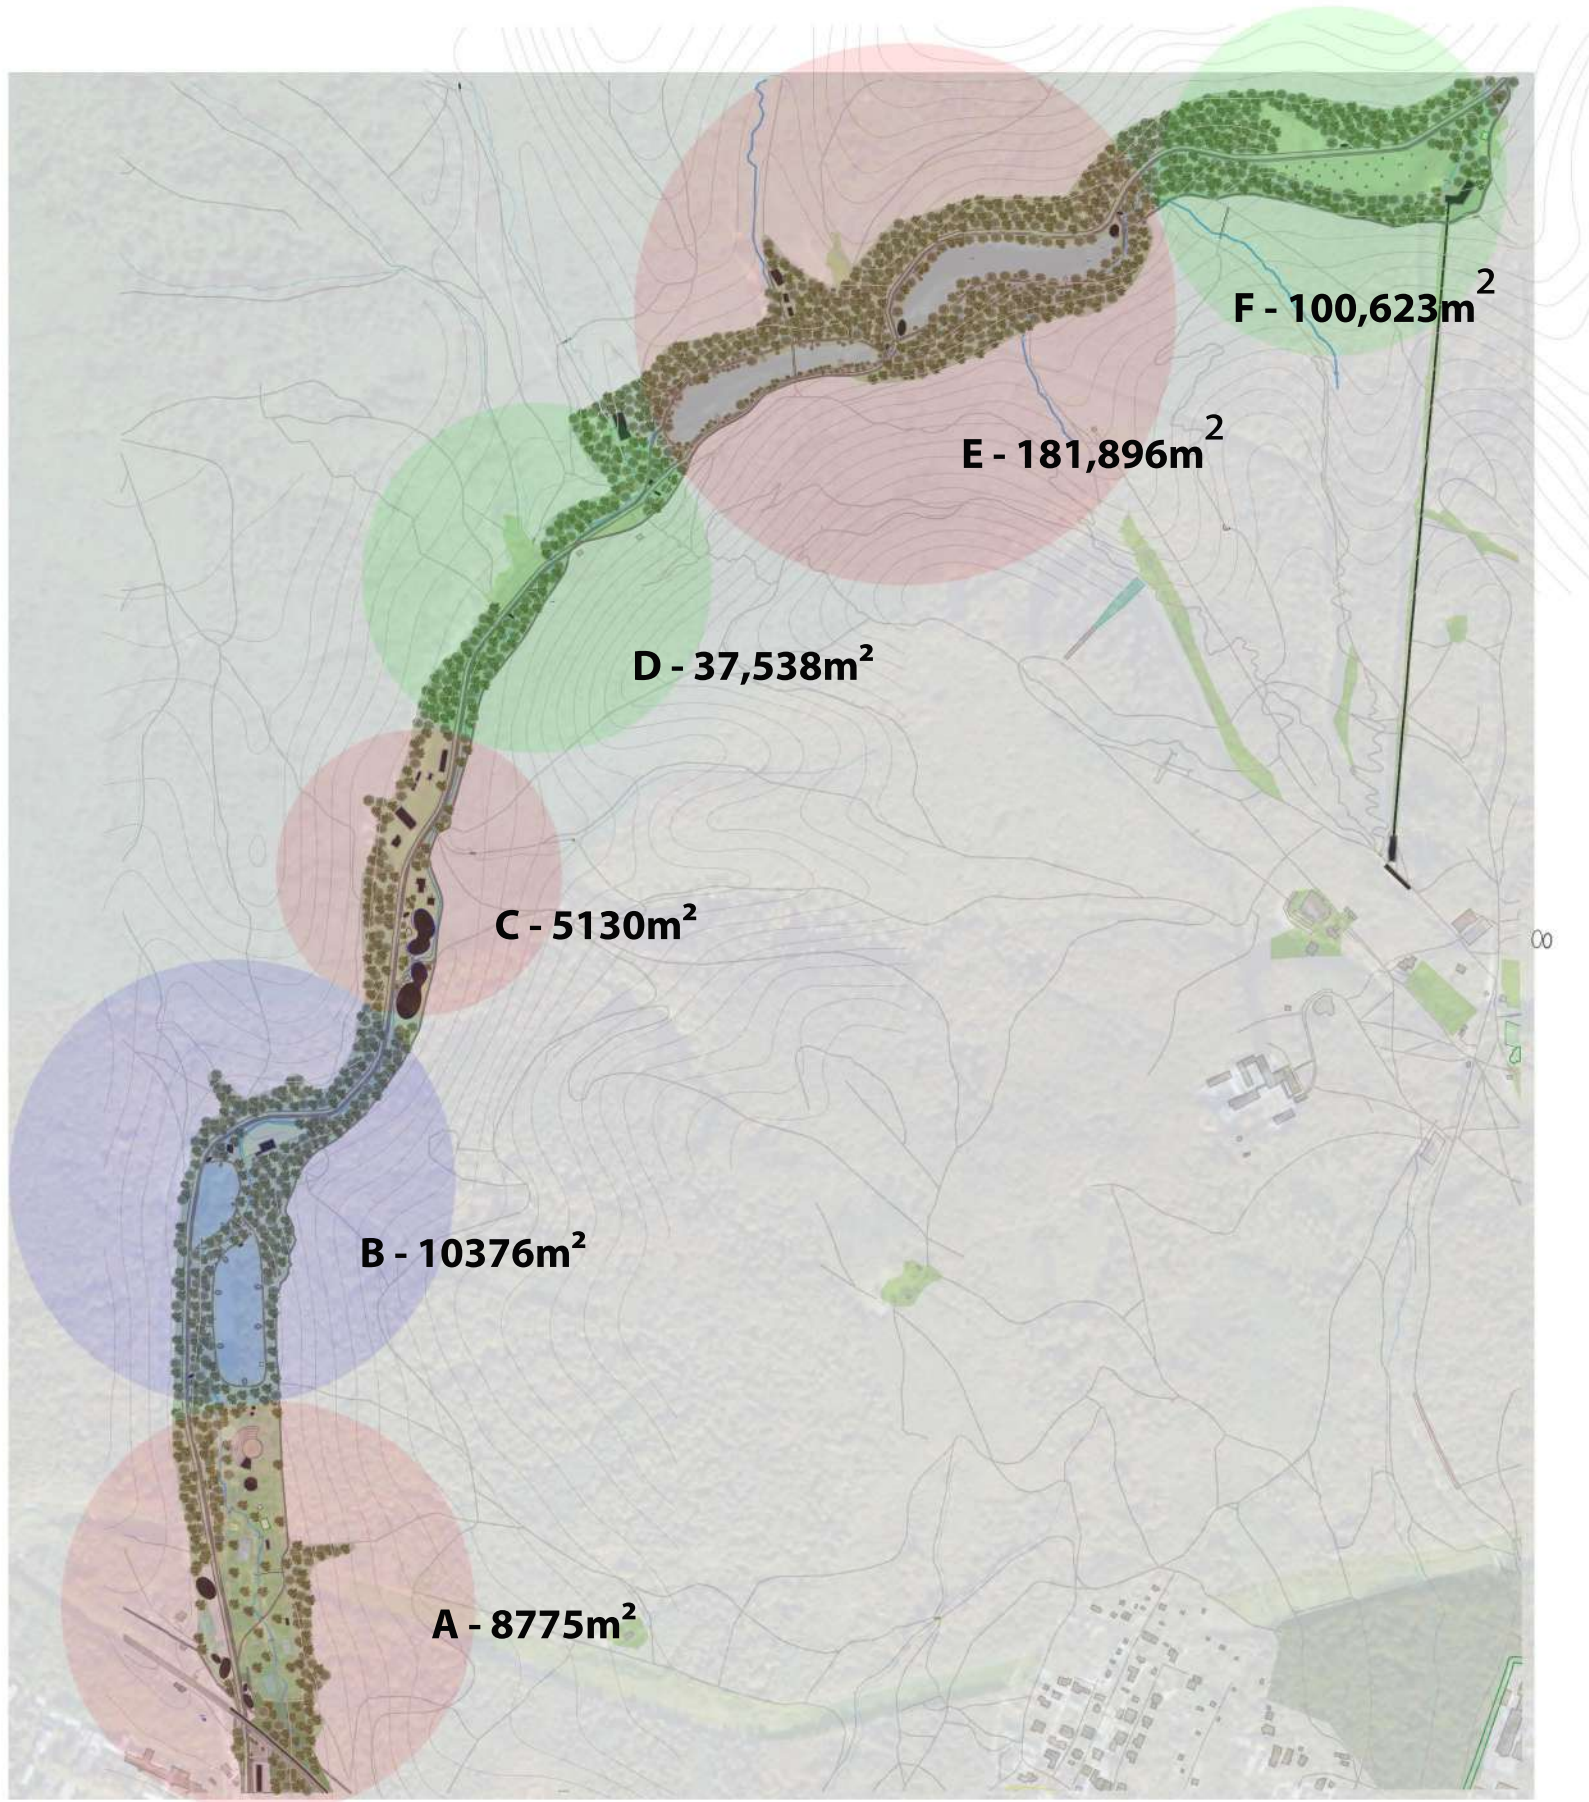 F - 100,623m²
E - 181,896m²
D - 37,538m²
C - 5130m²
B - 10376m²
A - 8775m²